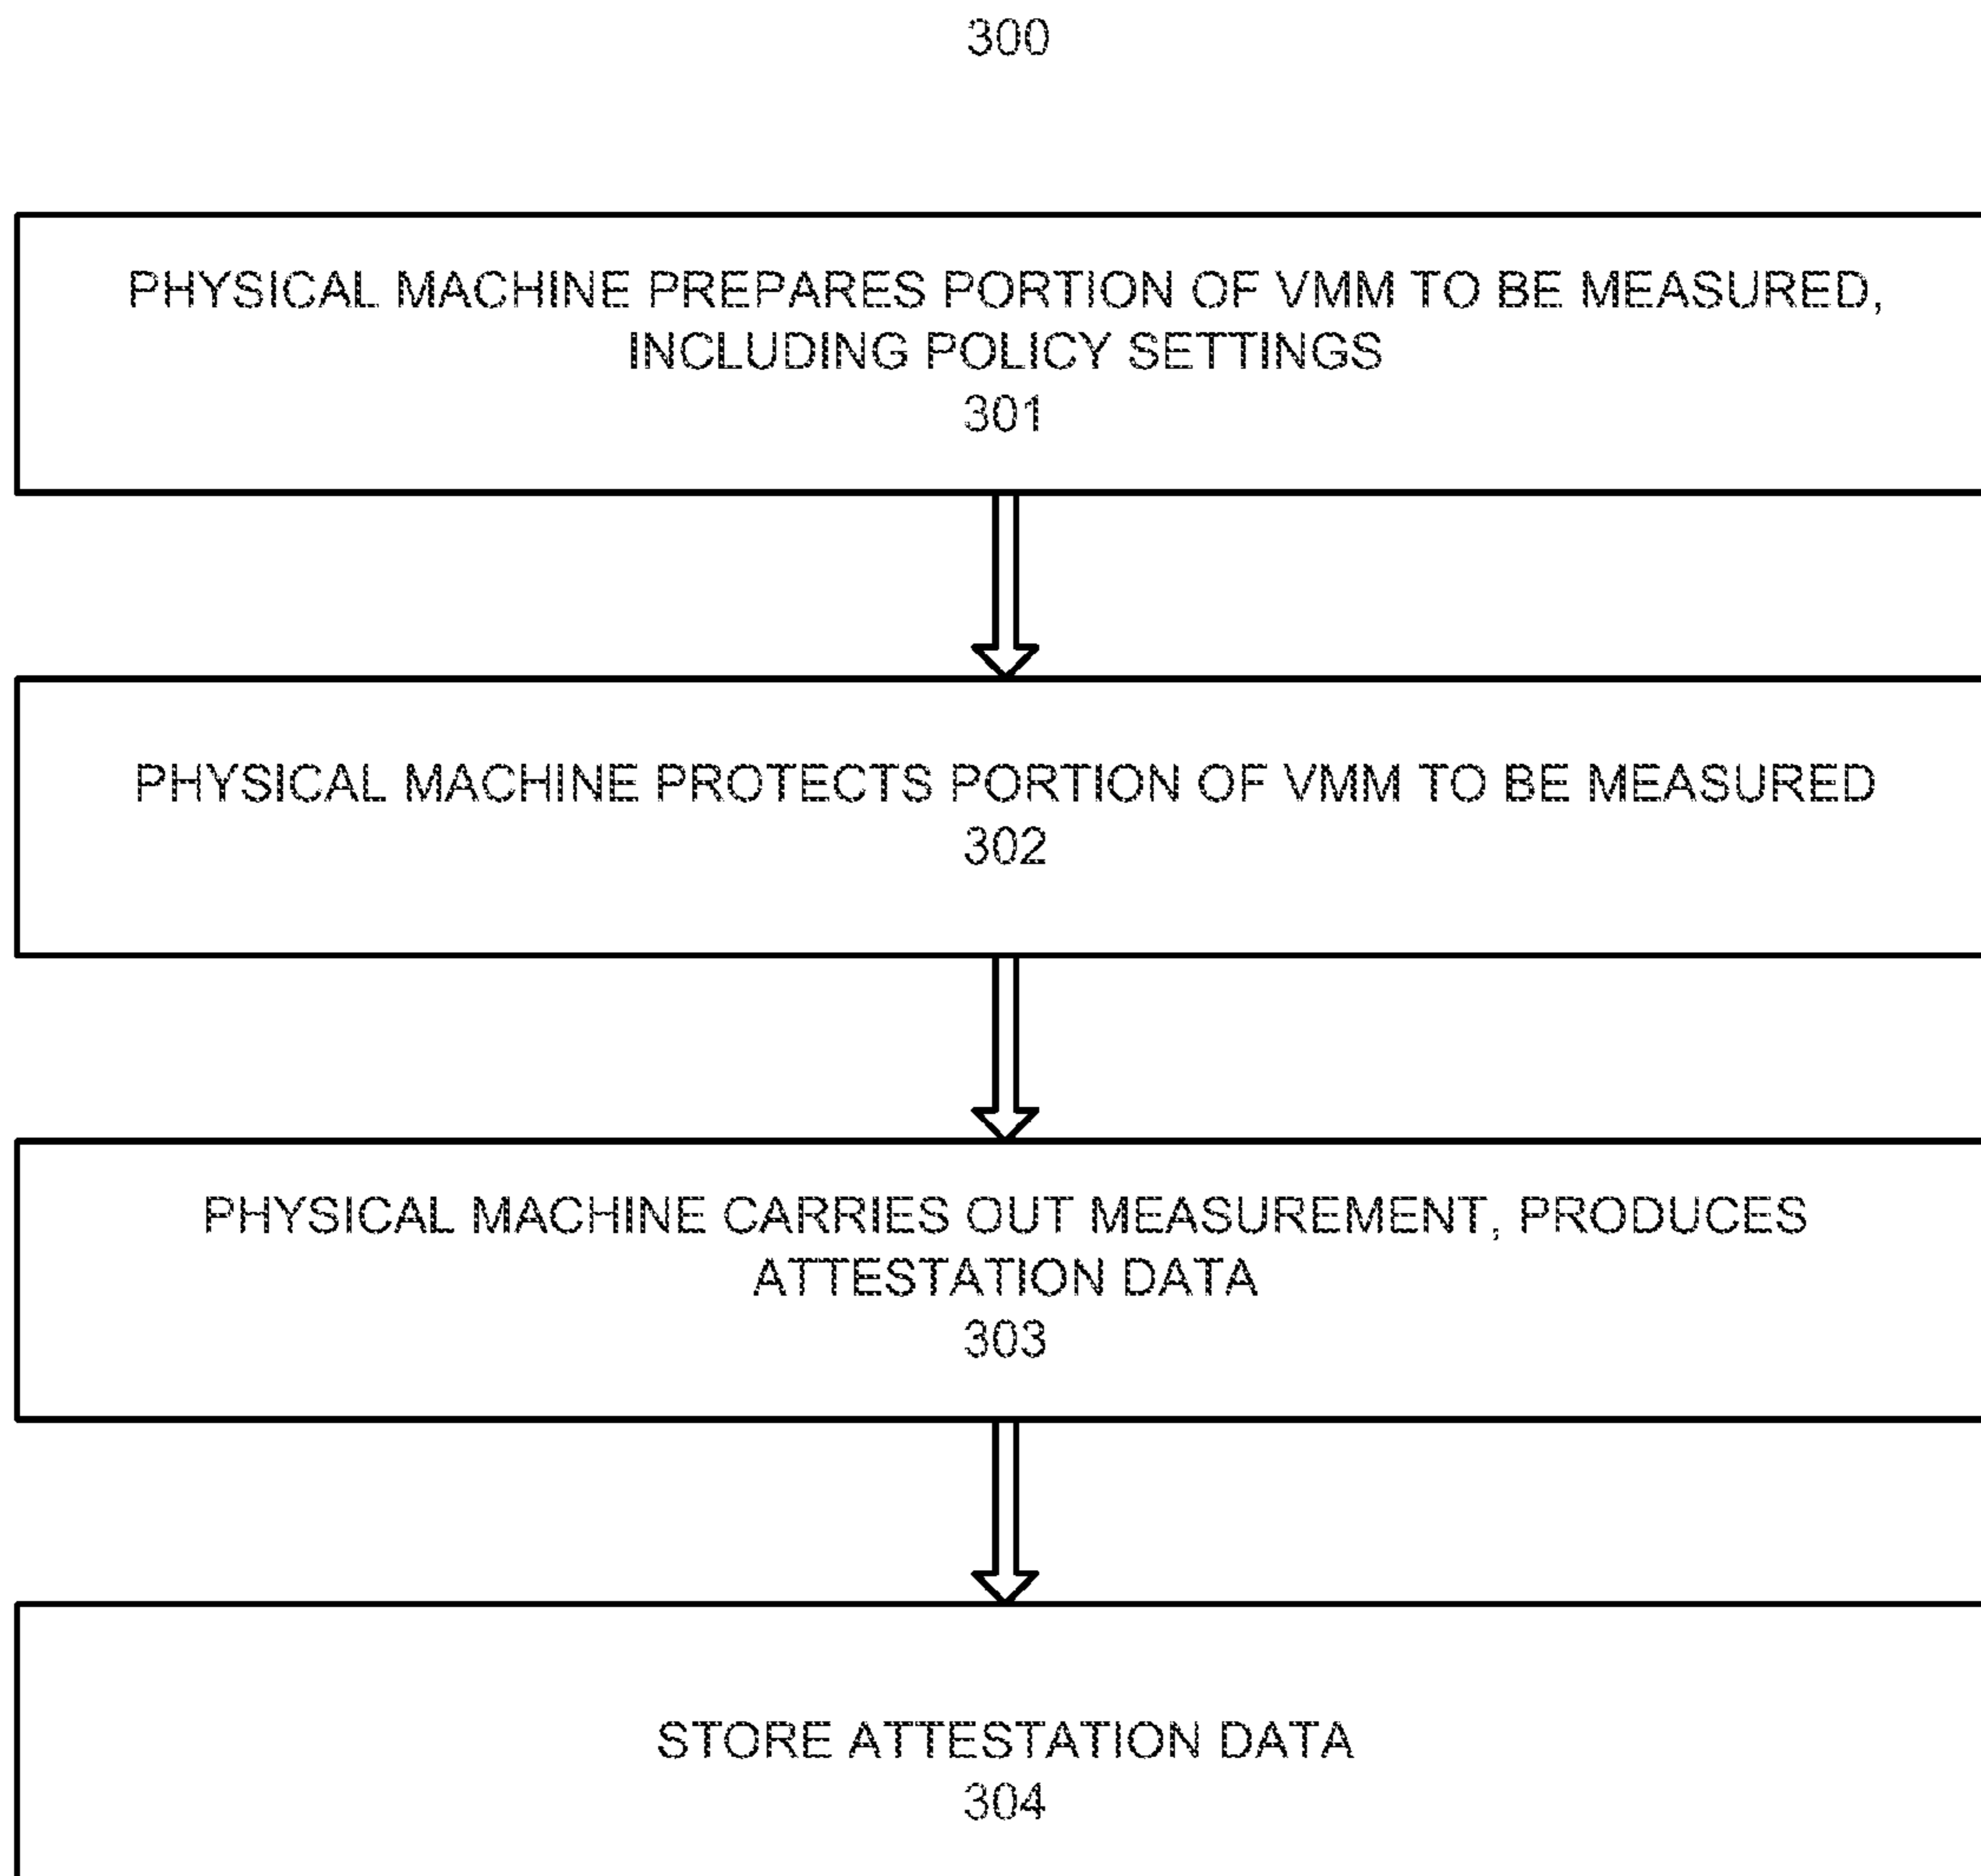 300
PHYSICAL MACHINE PREPARES PORTION OF VMM TO BE MEASURED,
INCLUDING POLICY SETTINGS
301
PHYSICAL MACHINE PROTECTS PORTION OF VMM TO BE MEASURED
302
PHYSICAL MACHINE CARRIES OUT MEASUREMENT, PRODUCES
ATTESTATION DATA
303
STORE ATTESTATION DATA
304